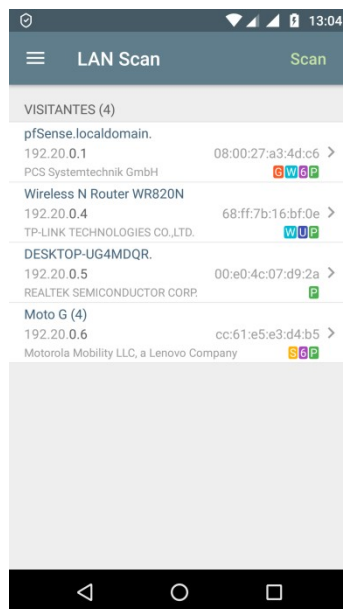 13:04
LAN Scan
Scan
VISITANTES (4)
pfSense.localdomain.
192.20.0.1 08:00:27:a3:4d:c6 >
PCS Systemtechnik GmbH G W 6 P
Wireless N Router WR820N
192.20.0.4 68:ff:7b:16:bf:0e >
TP-LINK TECHNOLOGIES CO.,LTD. W U P
DESKTOP-UG4MDQR.
192.20.0.5 00:e0:4c:07:d9:2a >
REALTEK SEMICONDUCTOR CORP. P
Moto G (4)
192.20.0.6 cc:61:e5:e3:d4:b5 >
Motorola Mobility LLC, a Lenovo Company S 6 P